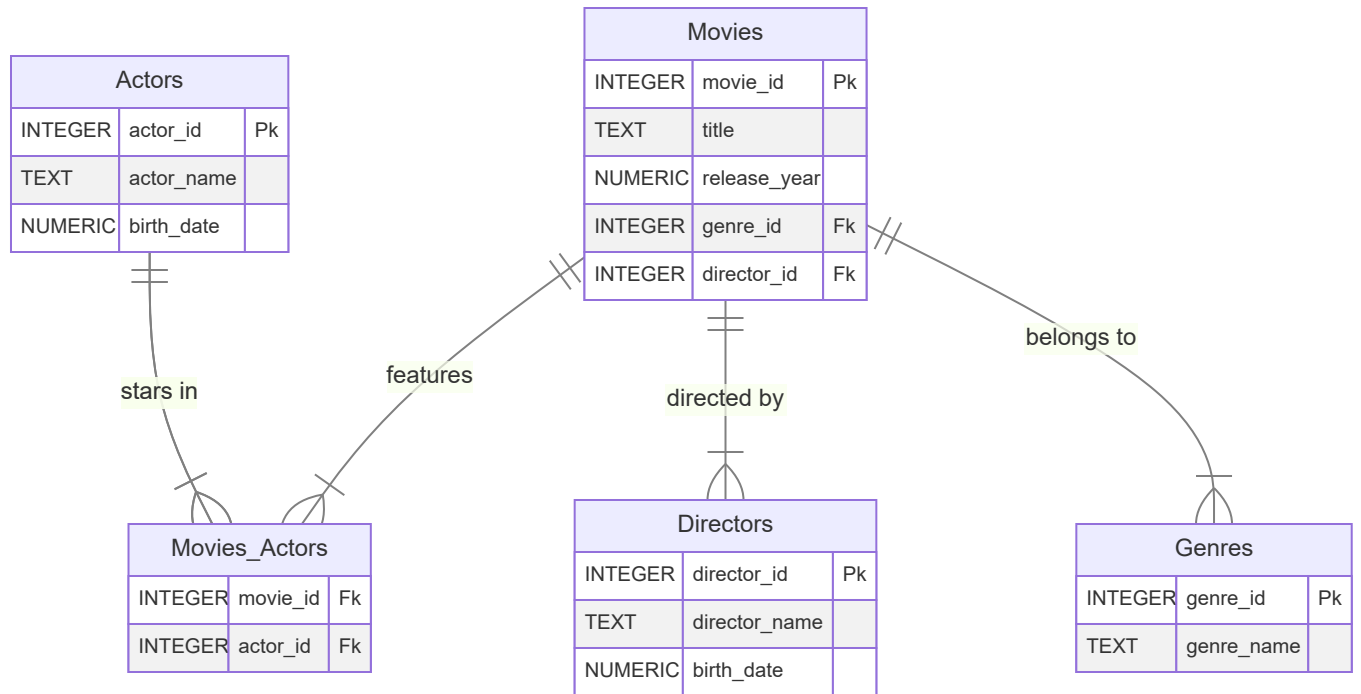 Movies
INTEGER movie_id Pk
TEXT title
NUMERIC release_year
INTEGER genre_id Fk
INTEGER director_id Fk
Actors
INTEGER actor_id Pk
TEXT actor_name
NUMERIC birth_date
belongs to
features
stars in
directed by
Directors
INTEGER director_id Pk
TEXT director_name
NUMERIC birth_date
Movies_Actors
INTEGER movie_id Fk
INTEGER actor_id Fk
Genres
INTEGER genre_id Pk
TEXT genre_name